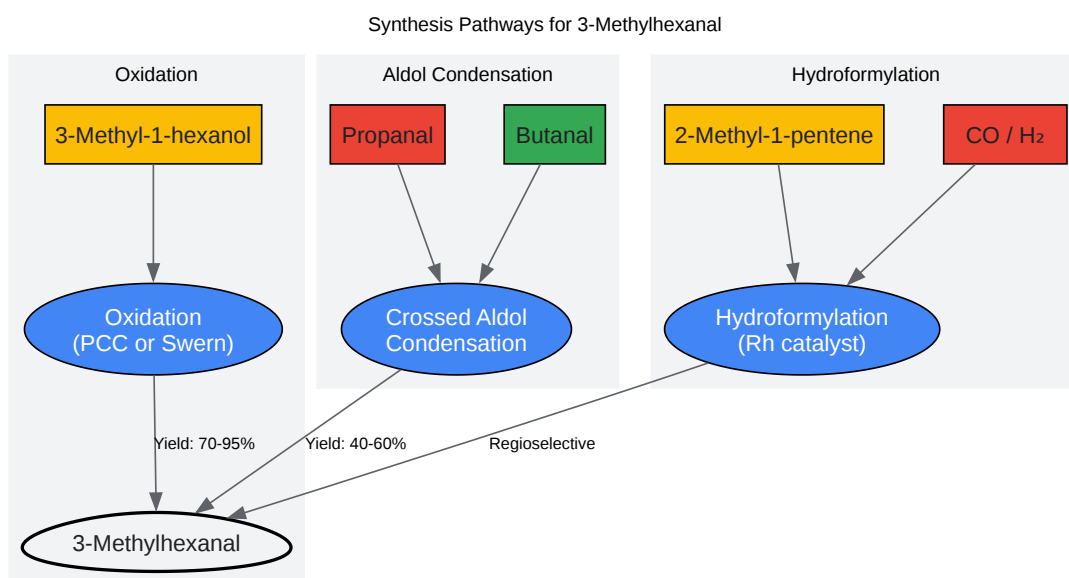 Synthesis Pathways for 3-Methylhexanal
Oxidation
Aldol Condensation
Hydroformylation
3-Methyl-1-hexanol
Propanal
Butanal
2-Methyl-1-pentene
CO / H₂
Oxidation
(PCC or Swern)
Crossed Aldol
Condensation
Hydroformylation
(Rh catalyst)
Yield: 70-95%
Yield: 40-60%
Regioselective
3-Methylhexanal